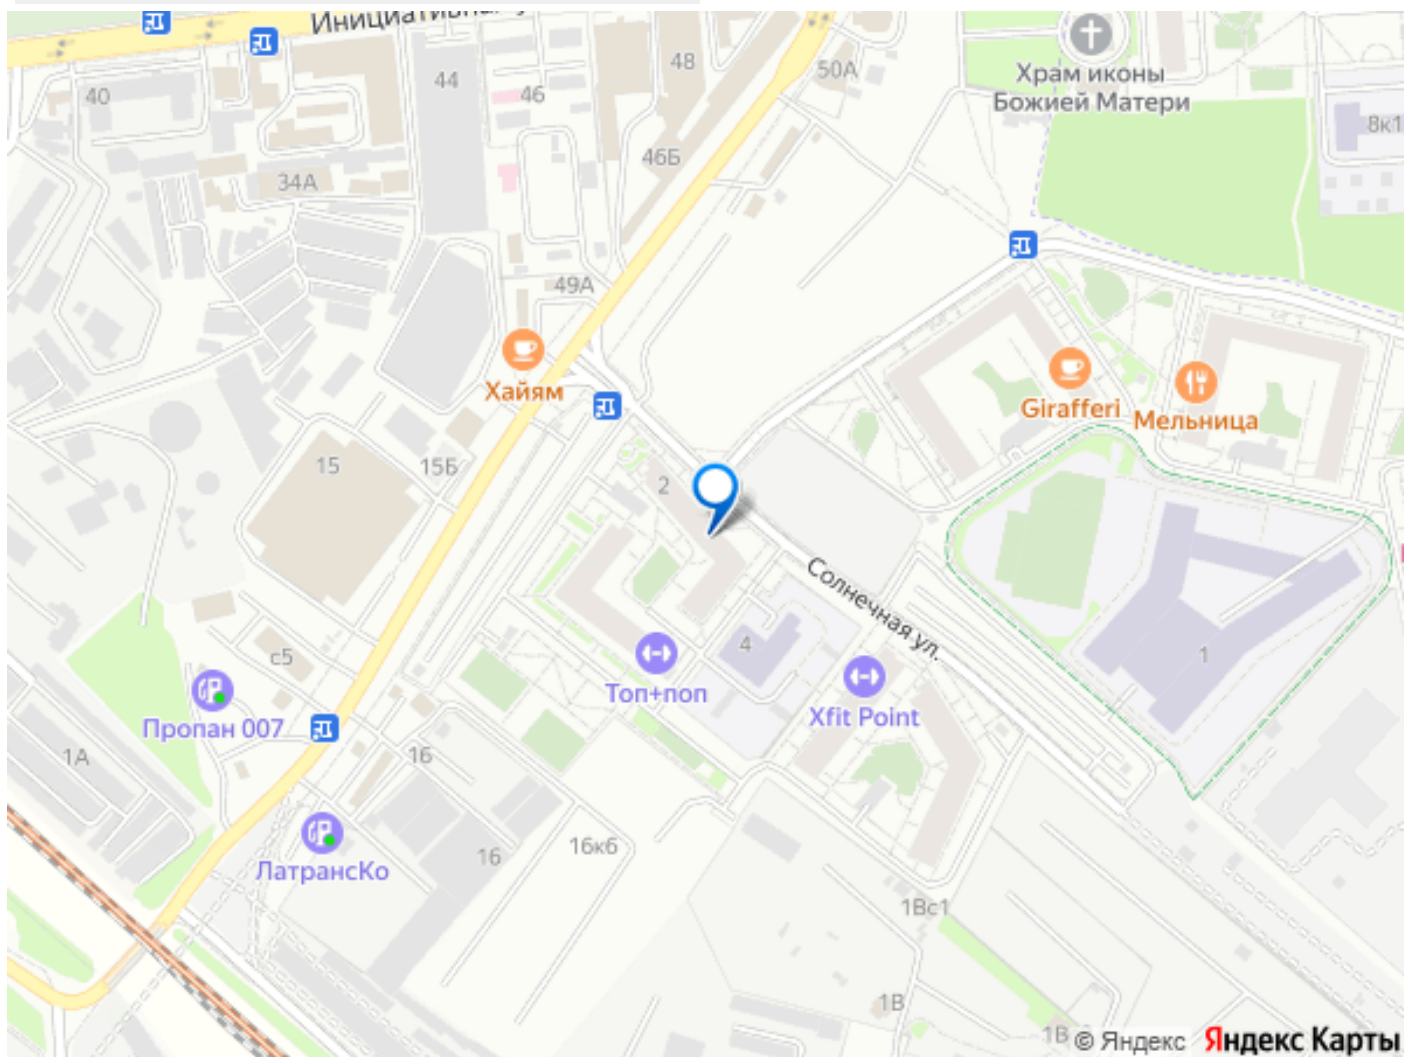 Инициативная у
48
50А
44
40
46
Храм иконы
Божией Матери
8к1
46Б
34А
49А
Хайям
Girafferi
Мельница
15
15Б
2
Солнечная ул.
4
1
с5
Топ+поп
Xfit Point
Пропан 007
1А
16
16
16к6
ЛатрансКо
1Вс1
1В
1В
© Яндекс
Яндекс Карты